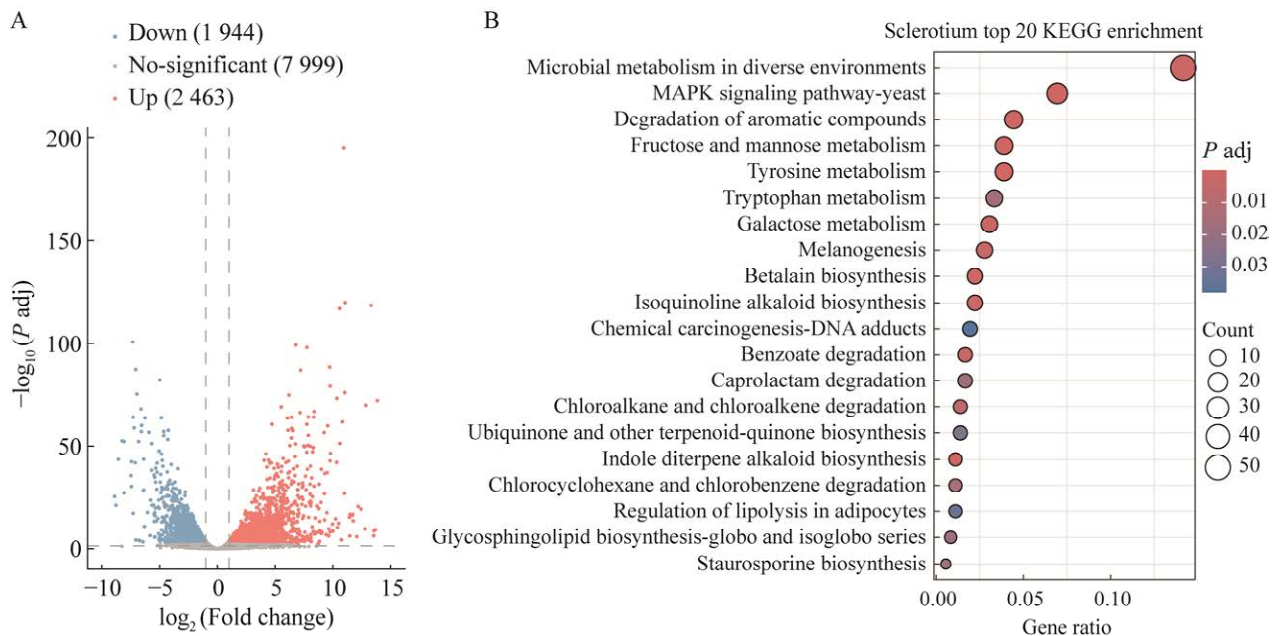 A
Down (1 944)
No-significant (7 999)
Up (2 463)
200
150
100
50
0
−10
−5
0
5
10
15
−log10 (P adj)
log2 (Fold change)
B
Sclerotium top 20 KEGG enrichment
Microbial metabolism in diverse environments
MAPK signaling pathway-yeast
Degradation of aromatic compounds
Fructose and mannose metabolism
Tyrosine metabolism
Tryptophan metabolism
Galactose metabolism
Melanogenesis
Betalain biosynthesis
Isoquinoline alkaloid biosynthesis
Chemical carcinogenesis-DNA adducts
Benzoate degradation
Caprolactam degradation
Chloroalkane and chloroalkene degradation
Ubiquinone and other terpenoid-quinone biosynthesis
Indole diterpene alkaloid biosynthesis
Chlorocyclohexane and chlorobenzene degradation
Regulation of lipolysis in adipocytes
Glycosphingolipid biosynthesis-globo and isoglobo series
Staurosporine biosynthesis
0.00
0.05
0.10
Gene ratio
P adj
0.01
0.02
0.03
Count
10
20
30
40
50